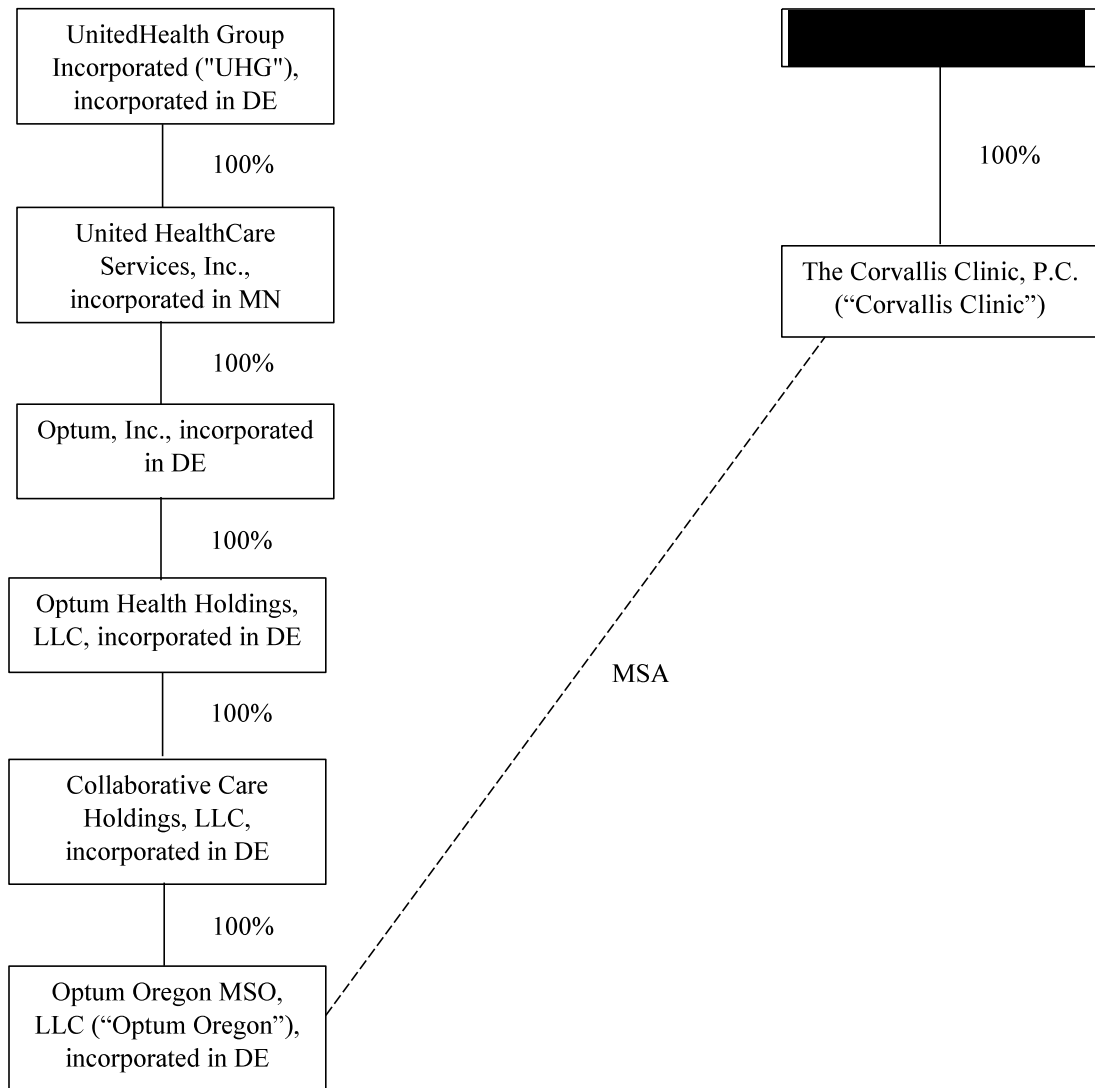 UnitedHealth Group
Incorporated ("UHG"),
incorporated in DE
100%
United HealthCare
Services, Inc.,
incorporated in MN
100%
Optum, Inc., incorporated
in DE
100%
Optum Health Holdings,
LLC, incorporated in DE
100%
Collaborative Care
Holdings, LLC,
incorporated in DE
100%
Optum Oregon MSO,
LLC (“Optum Oregon”),
incorporated in DE
MSA
100%
The Corvallis Clinic, P.C.
(“Corvallis Clinic”)